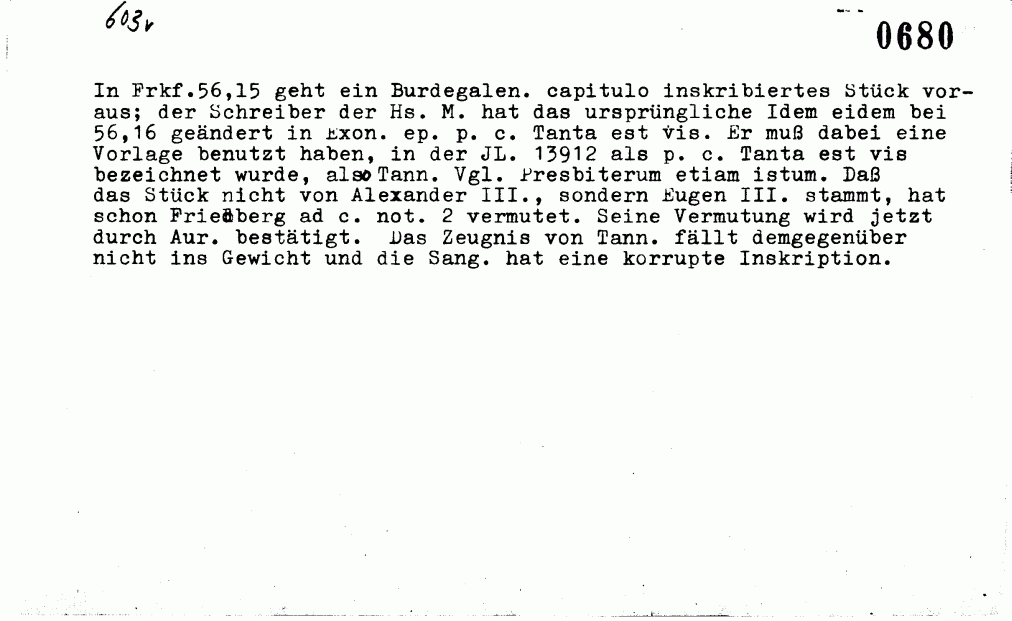 603v
0680
In Frkf.56,15 geht ein Burdegalen. capitulo inskribiertes Stück vor-
aus; der Schreiber der Hs. M. hat das ursprüngliche Idem eidem bei
56,16 geändert in Exon. ep. p. c. Tanta est vis. Er muß dabei eine
Vorlage benutzt haben, in der JL. 13912 als p. c. Tanta est vis
bezeichnet wurde, also Tann. Vgl. Presbiterum etiam istum. Daß
das Stück nicht von Alexander III., sondern Eugen III. stammt, hat
schon Friedberg ad c. not. 2 vermutet. Seine Vermutung wird jetzt
durch Aur. bestätigt. Das Zeugnis von Tann. fällt demgegenüber
nicht ins Gewicht und die Sang. hat eine korrupte Inskription.